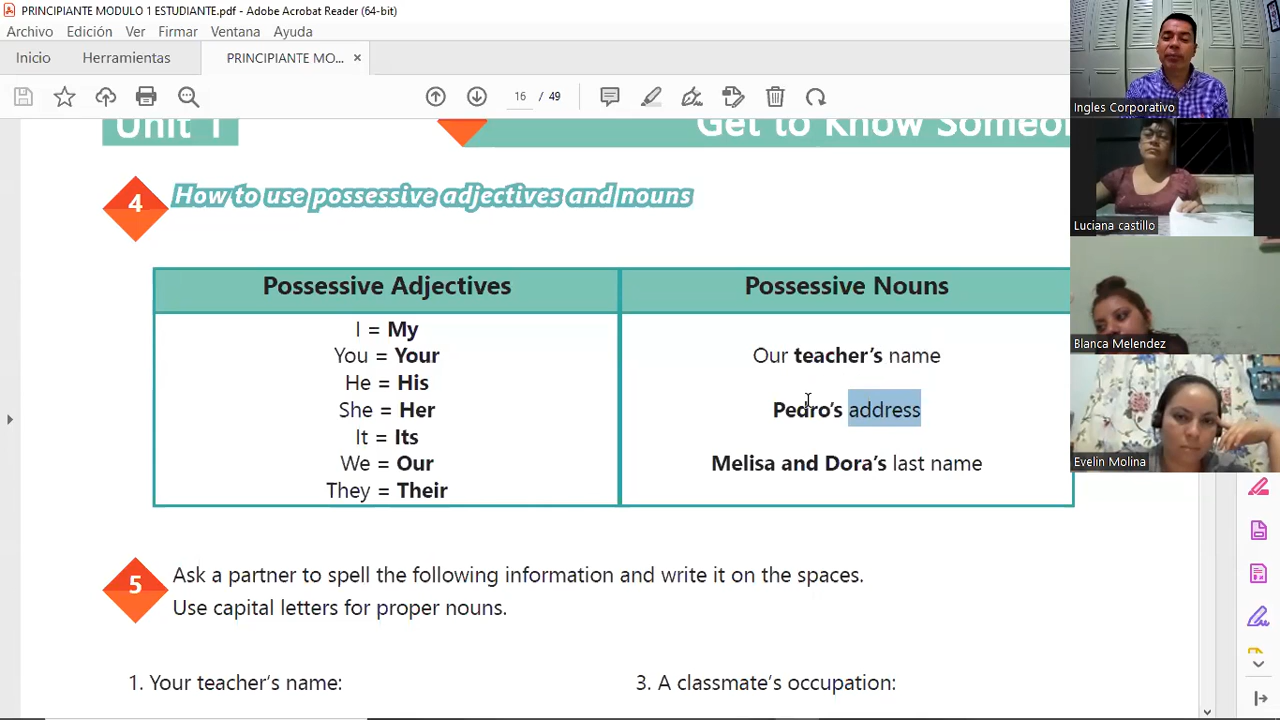 PRINCIPIANTE MODULO 1 ESTUDIANTE.pdf - Adobe Acrobat Reader (64-bit)
Archivo Edición Ver Firmar Ventana Ayuda
Inicio Herramientas PRINCIPIANTE MO... ×
16 / 49
Ingles Corporativo
Luciana castillo
Blanca Melendez
Evelin Molina
Unit 1 Get to Know Someo
4 How to use possessive adjectives and nouns
Possessive Adjectives
I = My
You = Your
He = His
She = Her
It = Its
We = Our
They = Their
Possessive Nouns
Our teacher’s name
Pedro’s address
Melisa and Dora’s last name
5 Ask a partner to spell the following information and write it on the spaces.
Use capital letters for proper nouns.
1. Your teacher’s name:
3. A classmate’s occupation: